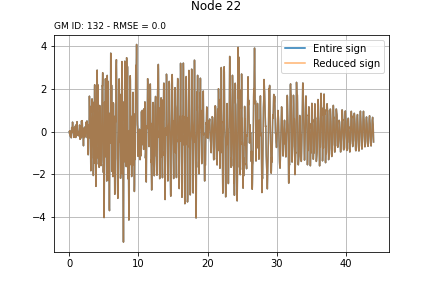 Node 22
GM ID: 132 - RMSE = 0.0
Entire sign
Reduced sign
4
2
0
−2
−4
0 10 20 30 40